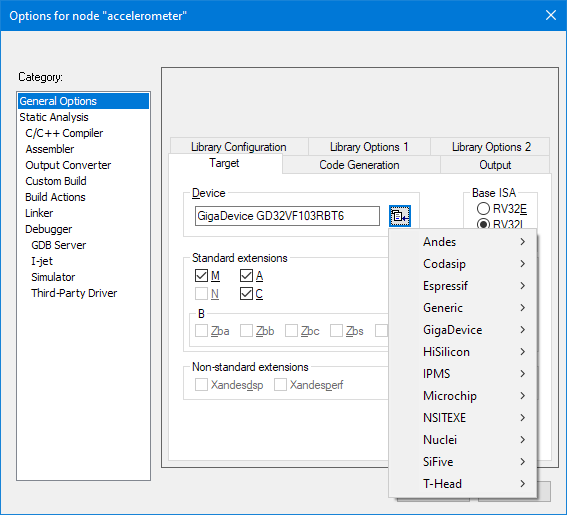 Options for node "accelerometer"
Category:
General Options
Static Analysis
C/C++ Compiler
Assembler
Output Converter
Custom Build
Build Actions
Linker
Debugger
GDB Server
I-jet
Simulator
Third-Party Driver
Library Configuration Library Options 1 Library Options 2
Target Code Generation Output
Device
GigaDevice GD32VF103RBT6
Base ISA
RV32E
RV32I
Standard extensions
M A
N C
B
Zba Zbb Zbc Zbs
Non-standard extensions
Xandesdsp Xandesperf
Andes
Codasip
Espressif
Generic
GigaDevice
HiSilicon
IPMS
Microchip
NSITEXE
Nuclei
SiFive
T-Head